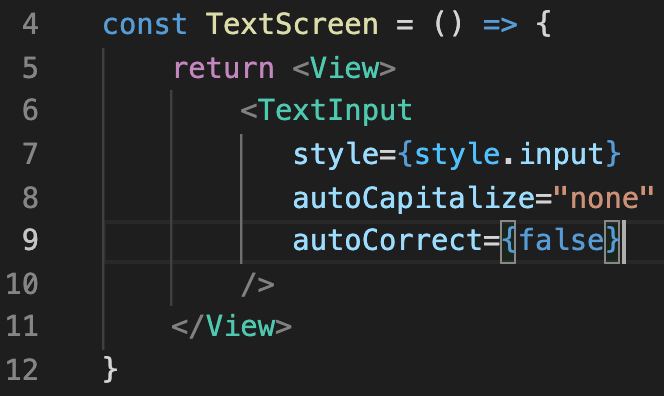 4 const TextScreen = () => {
5 return <View>
6 <TextInput
7 style={style.input}
8 autoCapitalize="none"
9 autoCorrect={false}
10 />
11 </View>
12 }